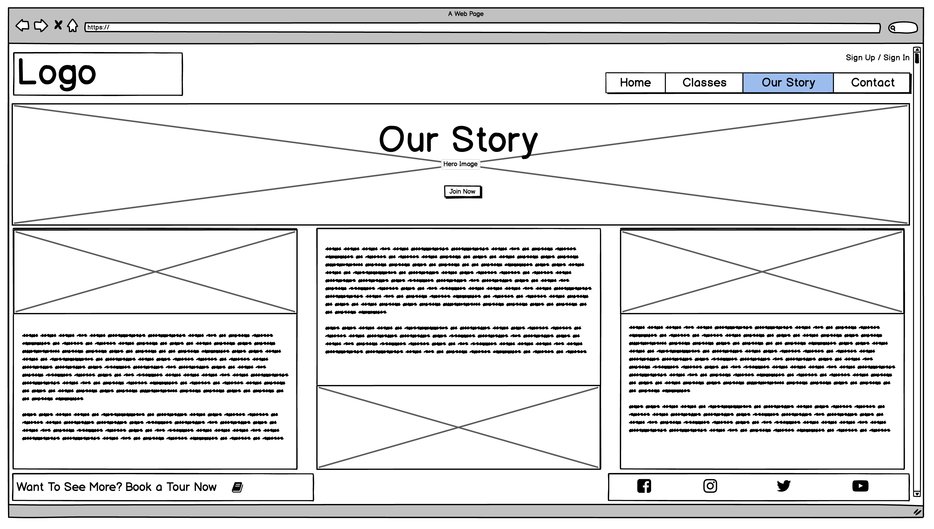 A Web Page
https://
Sign Up / Sign In
Logo
Home Classes Our Story Contact
Our Story
Hero Image
Join Now
Want To See More? Book a Tour Now